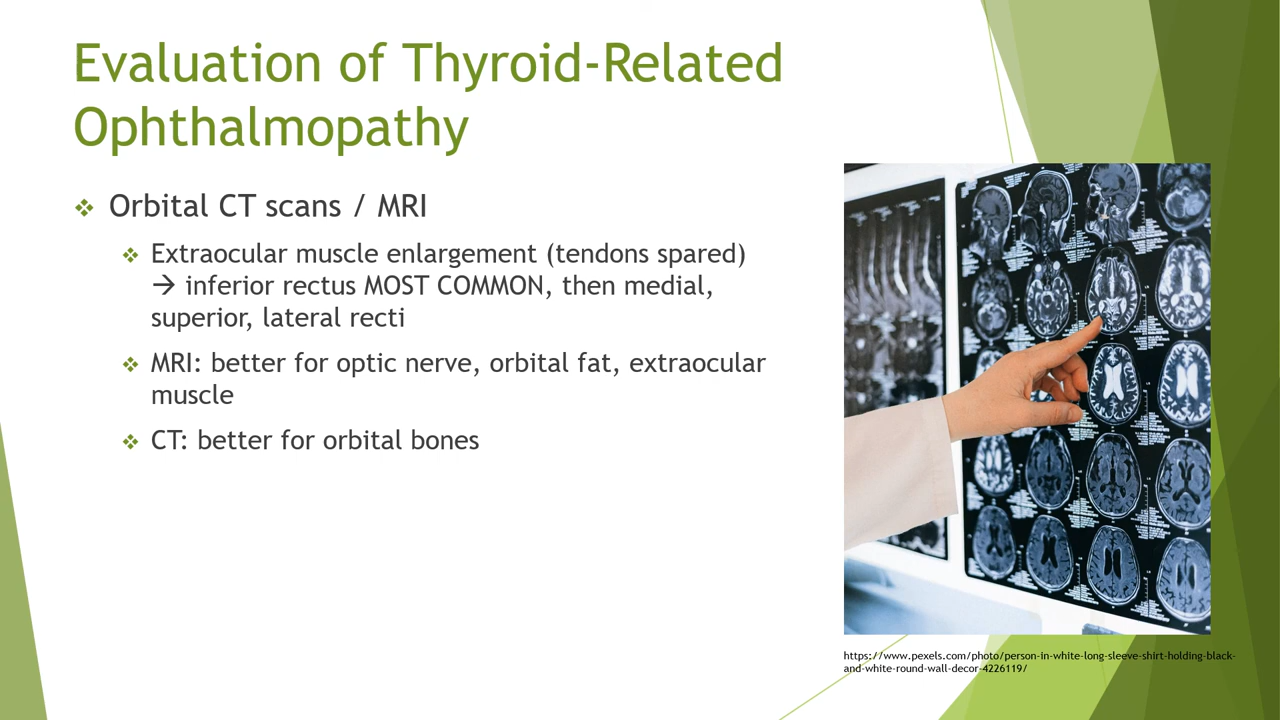 Evaluation of Thyroid-Related
Ophthalmopathy
Orbital CT scans / MRI
Extraocular muscle enlargement (tendons spared)
→ inferior rectus MOST COMMON, then medial,
superior, lateral recti
MRI: better for optic nerve, orbital fat, extraocular
muscle
CT: better for orbital bones
https://www.pexels.com/photo/person-in-white-long-sleeve-shirt-holding-black-
and-white-round-wall-decor-4226119/